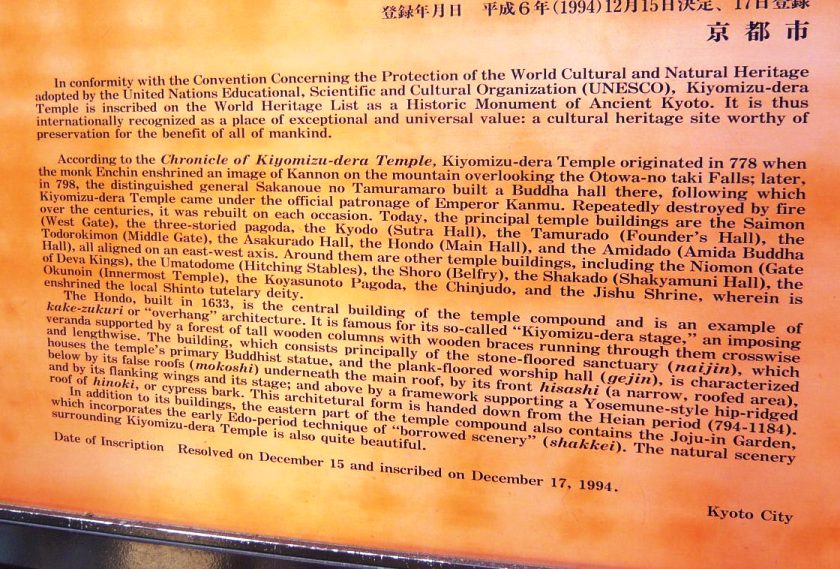 登録年月日 平成6年(1994)12月15日決定、17日登録
京都市
In conformity with the Convention Concerning the Protection of the World Cultural and Natural Heritage
adopted by the United Nations Educational, Scientific and Cultural Organization (UNESCO), Kiyomizu-dera
Temple is inscribed on the World Heritage List as a Historic Monument of Ancient Kyoto. It is thus
internationally recognized as a place of exceptional and universal value: a cultural heritage site worthy of
preservation for the benefit of all of mankind.
According to the Chronicle of Kiyomizu-dera Temple, Kiyomizu-dera Temple originated in 778 when
the monk Enchin enshrined an image of Kannon on the mountain overlooking the Otowa-no taki Falls; later,
in 798, the distinguished general Sakanoue no Tamuramaro built a Buddha hall there, following which
Kiyomizu-dera Temple came under the official patronage of Emperor Kanmu. Repeatedly destroyed by fire
over the centuries, it was rebuilt on each occasion. Today, the principal temple buildings are the Saimon
(West Gate), the three-storied pagoda, the Kyodo (Sutra Hall), the Tamurado (Founder's Hall), the
Todorokimon (Middle Gate), the Asakurado Hall, the Hondo (Main Hall), and the Amidado (Amida Buddha
Hall), all aligned on an east-west axis. Around them are other temple buildings, including the Niomon (Gate
of Deva Kings), the Umatodome (Hitching Stables), the Shoro (Belfry), the Shakado (Shakyamuni Hall), the
Okunoin (Innermost Temple), the Koyasunoto Pagoda, the Chinjudo, and the Jishu Shrine, wherein is
enshrined the local Shinto tutelary deity.
The Hondo, built in 1633, is the central building of the temple compound and is an example of
kake-zukuri or "overhang" architecture. It is famous for its so-called "Kiyomizu-dera stage," an imposing
veranda supported by a forest of tall wooden columns with wooden braces running through them crosswise
and lengthwise. The building, which consists principally of the stone-floored sanctuary (naijin), which
houses the temple's primary Buddhist statue, and the plank-floored worship hall (gejin), is characterized
below by its false roofs (mokoshi) underneath the main roof, by its front hisashi (a narrow, roofed area),
and by its flanking wings and its stage; and above by a framework supporting a Yosemune-style hip-ridged
roof of hinoki, or cypress bark. This architetural form is handed down from the Heian period (794-1184).
In addition to its buildings, the eastern part of the temple compound also contains the Joju-in Garden,
which incorporates the early Edo-period technique of "borrowed scenery" (shakkei). The natural scenery
surrounding Kiyomizu-dera Temple is also quite beautiful.
Date of Inscription Resolved on December 15 and inscribed on December 17, 1994.
Kyoto City